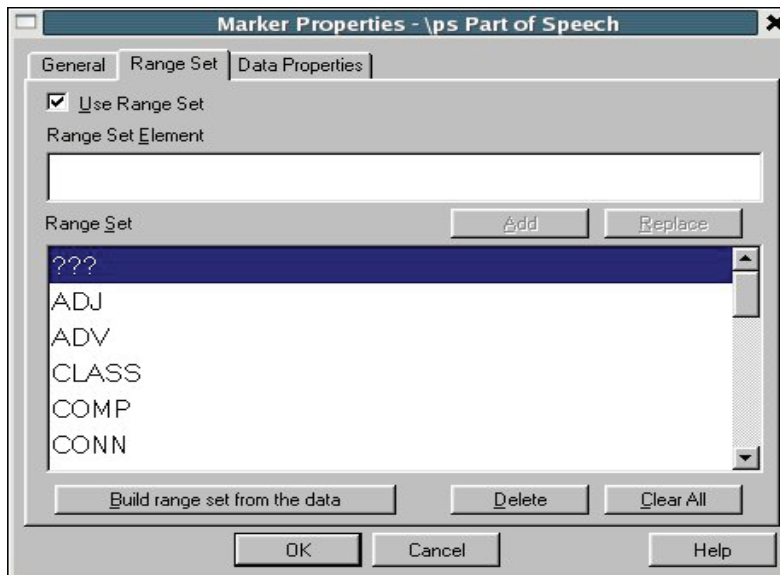 Marker Properties - \ps Part of Speech
General Range Set Data Properties
Use Range Set
Range Set Element
Range Set Add Replace
???
ADJ
ADV
CLASS
COMP
CONN
Build range set from the data Delete Clear All
OK Cancel Help